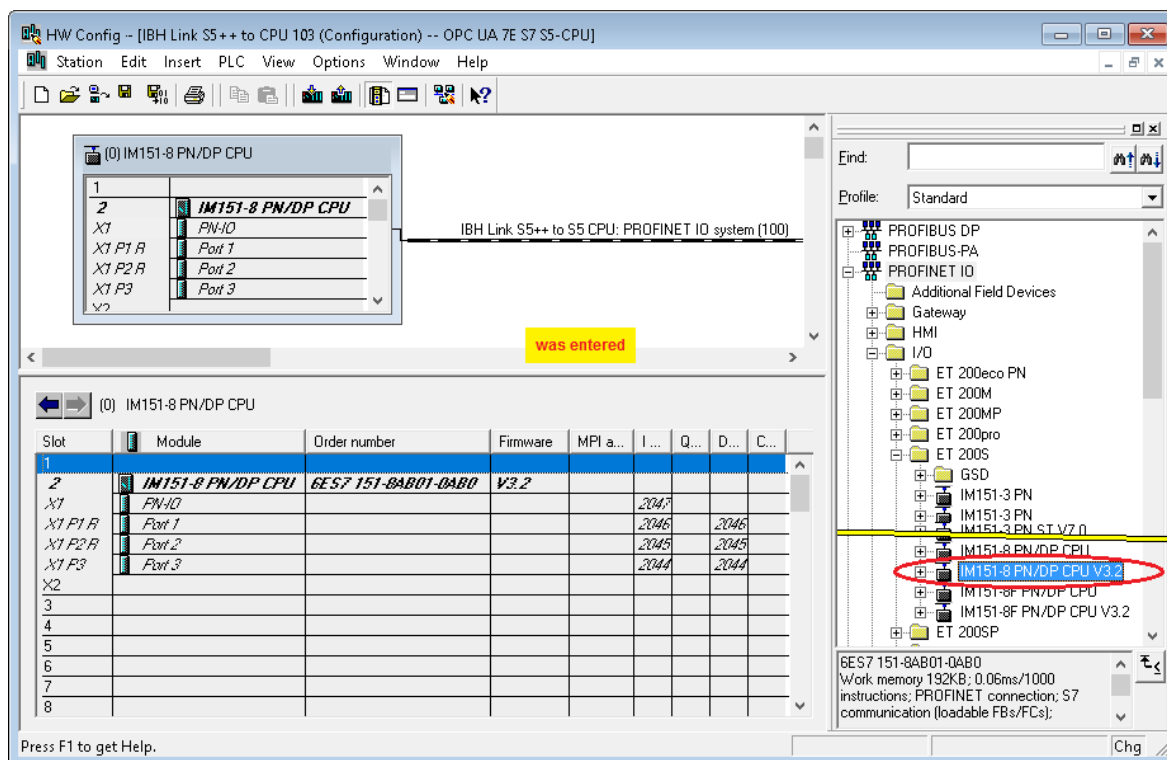 HW Config - [IBH Link S5++ to CPU 103 (Configuration) -- OPC UA 7E S7 S5-CPU]
Station Edit Insert PLC View Options Window Help
(0) IM151-8 PN/DP CPU
1
2 IM151-8 PN/DP CPU
X1 PN-IO
X1 P1 R Port 1
X1 P2 R Port 2
X1 P3 Port 3
X2
IBH Link S5++ to S5 CPU: PROFINET IO system (100)
was entered
(0) IM151-8 PN/DP CPU
Slot Module Order number Firmware MPI a... I ... Q... D... C...
1
2 IM151-8 PN/DP CPU 6ES7 151-8AB01-0AB0 V3.2
X1 PN-IO 2047
X1 P1 R Port 1 2046 2046
X1 P2 R Port 2 2045 2045
X1 P3 Port 3 2044 2044
X2
3
4
5
6
7
8
Find:
Profile: Standard
PROFIBUS DP
PROFIBUS-PA
PROFINET IO
Additional Field Devices
Gateway
HMI
I/O
ET 200eco PN
ET 200M
ET 200MP
ET 200pro
ET 200S
GSD
IM151-3 PN
IM151-3 PN
IM151-3 PN ST V7.0
IM151-8 PN/DP CPU
IM151-8 PN/DP CPU V3.2
IM151-8F PN/DP CPU
IM151-8F PN/DP CPU V3.2
ET 200SP
6ES7 151-8AB01-0AB0
Work memory 192KB; 0.06ms/1000
instructions; PROFINET connection; S7
communication (loadable FBs/FCs);
Press F1 to get Help.
Chg